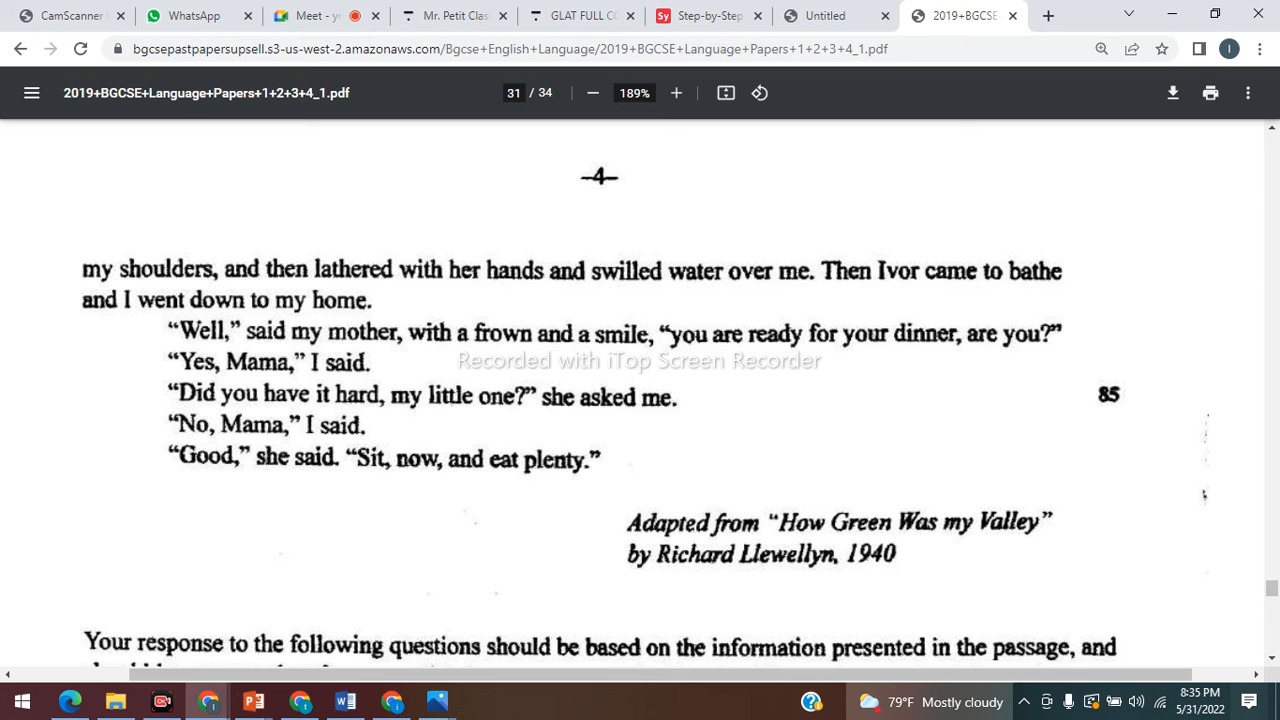 CamScanner
WhatsApp
Meet - y
Mr. Petit Clas
GLAT FULL CO
Step-by-Step
Untitled
2019+BGCSE
bgcsepastpapersupsell.s3-us-west-2.amazonaws.com/Bgcse+English+Language/2019+BGCSE+Language+Papers+1+2+3+4_1.pdf
I
2019+BGCSE+Language+Papers+1+2+3+4_1.pdf
31 / 34
189%
–4–
my shoulders, and then lathered with her hands and swilled water over me. Then Ivor came to bathe
and I went down to my home.
“Well,” said my mother, with a frown and a smile, “you are ready for your dinner, are you?”
Recorded with iTop Screen Recorder
“Yes, Mama,” I said.
“Did you have it hard, my little one?” she asked me.
85
“No, Mama,” I said.
“Good,” she said. “Sit, now, and eat plenty.”
Adapted from “How Green Was my Valley”
by Richard Llewellyn, 1940
Your response to the following questions should be based on the information presented in the passage, and
79°F Mostly cloudy
8:35 PM
5/31/2022